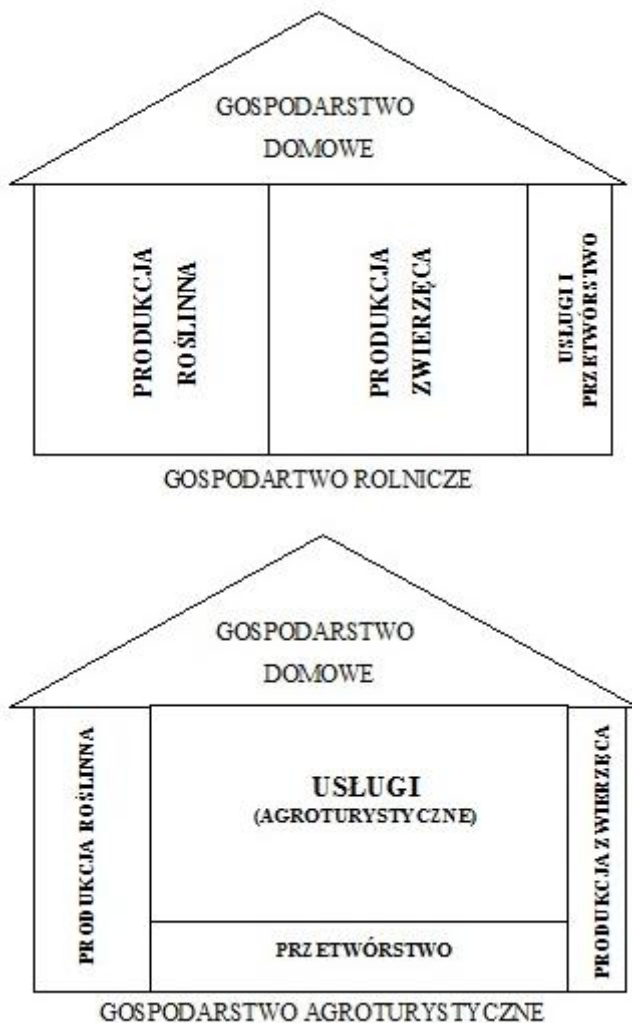 GOSPODARSTWO
DOMOWE
PRODUKCJA
ROŚLINNA
PRODUKCJA
ZWIERZĘCA
USŁUGI I
PRZETWÓRSTWO
GOSPODARTWO ROLNICZE
GOSPODARSTWO
DOMOWE
PRODUKCJA ROŚLINNA
USŁUGI
(AGROTURYSTYCZNE)
PRZETWÓRSTWO
PRODUKCJA ZWIERZĘCA
GOSPODARSTWO AGROTURYSTYCZNE